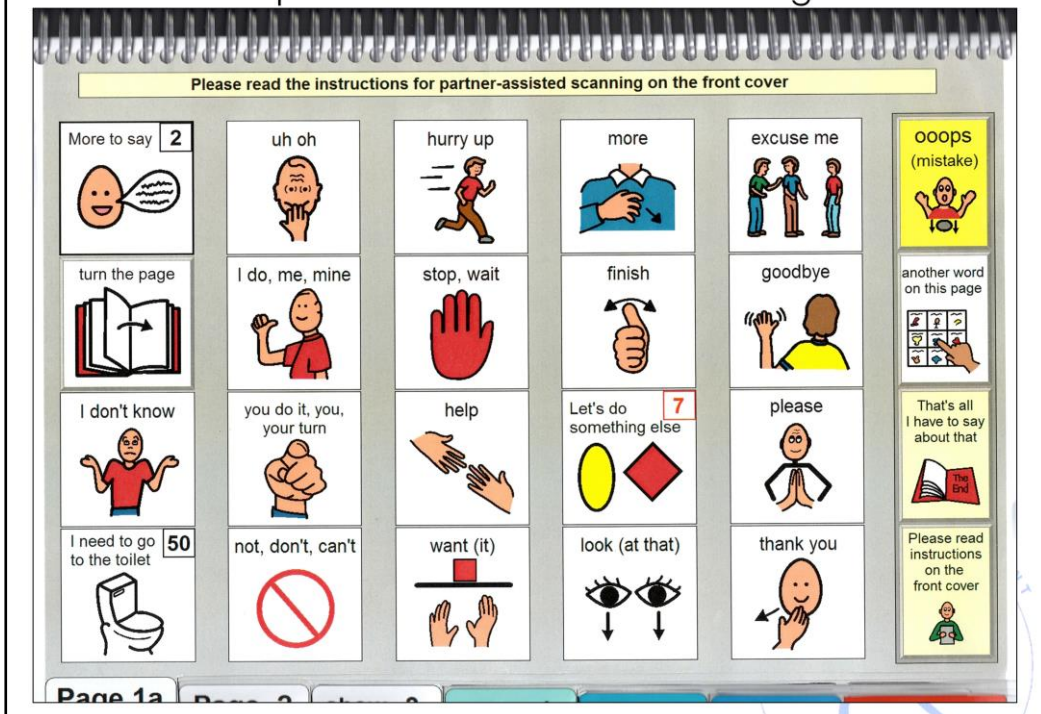 Please read the instructions for partner-assisted scanning on the front cover
More to say 2
uh oh
hurry up
more
excuse me
ooops
(mistake)
turn the page
I do, me, mine
stop, wait
finish
goodbye
another word
on this page
I don't know
you do it, you,
your turn
help
Let's do
something else
7
please
That's all
I have to say
about that
The
End
I need to go
to the toilet
50
not, don't, can't
want (it)
look (at that)
thank you
Please read
instructions
on the
front cover
Page 1a